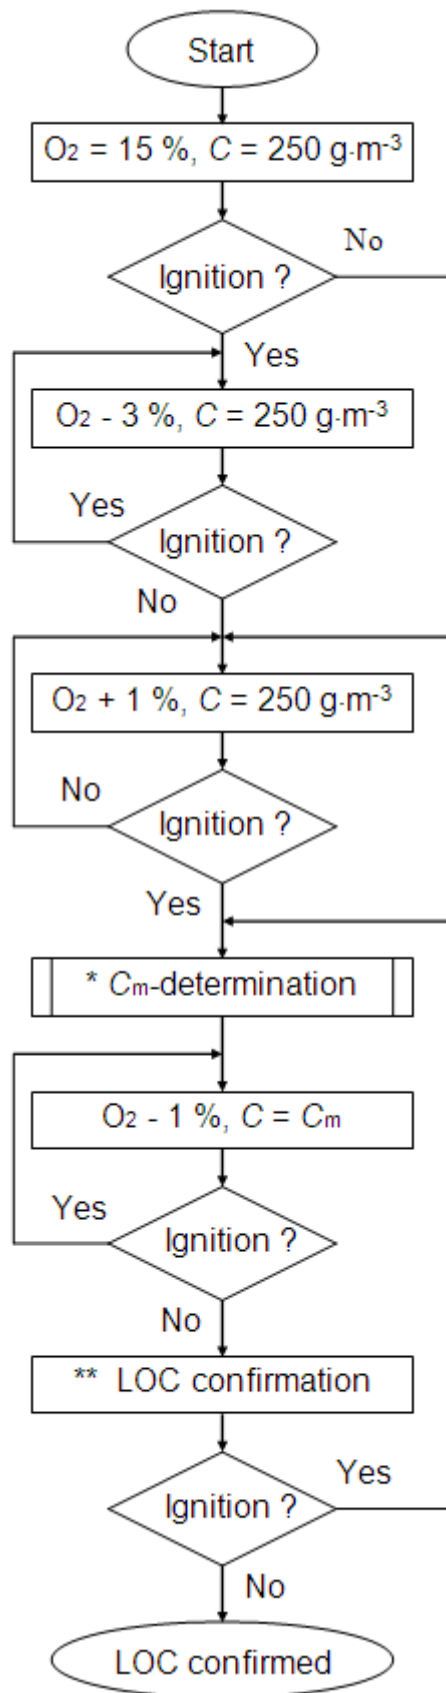 Start
O₂ = 15 %, C = 250 g·m⁻³
No
Ignition ?
Yes
O₂ - 3 %, C = 250 g·m⁻³
Yes
Ignition ?
No
O₂ + 1 %, C = 250 g·m⁻³
No
Ignition ?
Yes
* Cₘ-determination
O₂ - 1 %, C = Cₘ
Yes
Ignition ?
No
** LOC confirmation
Yes
Ignition ?
No
LOC confirmed